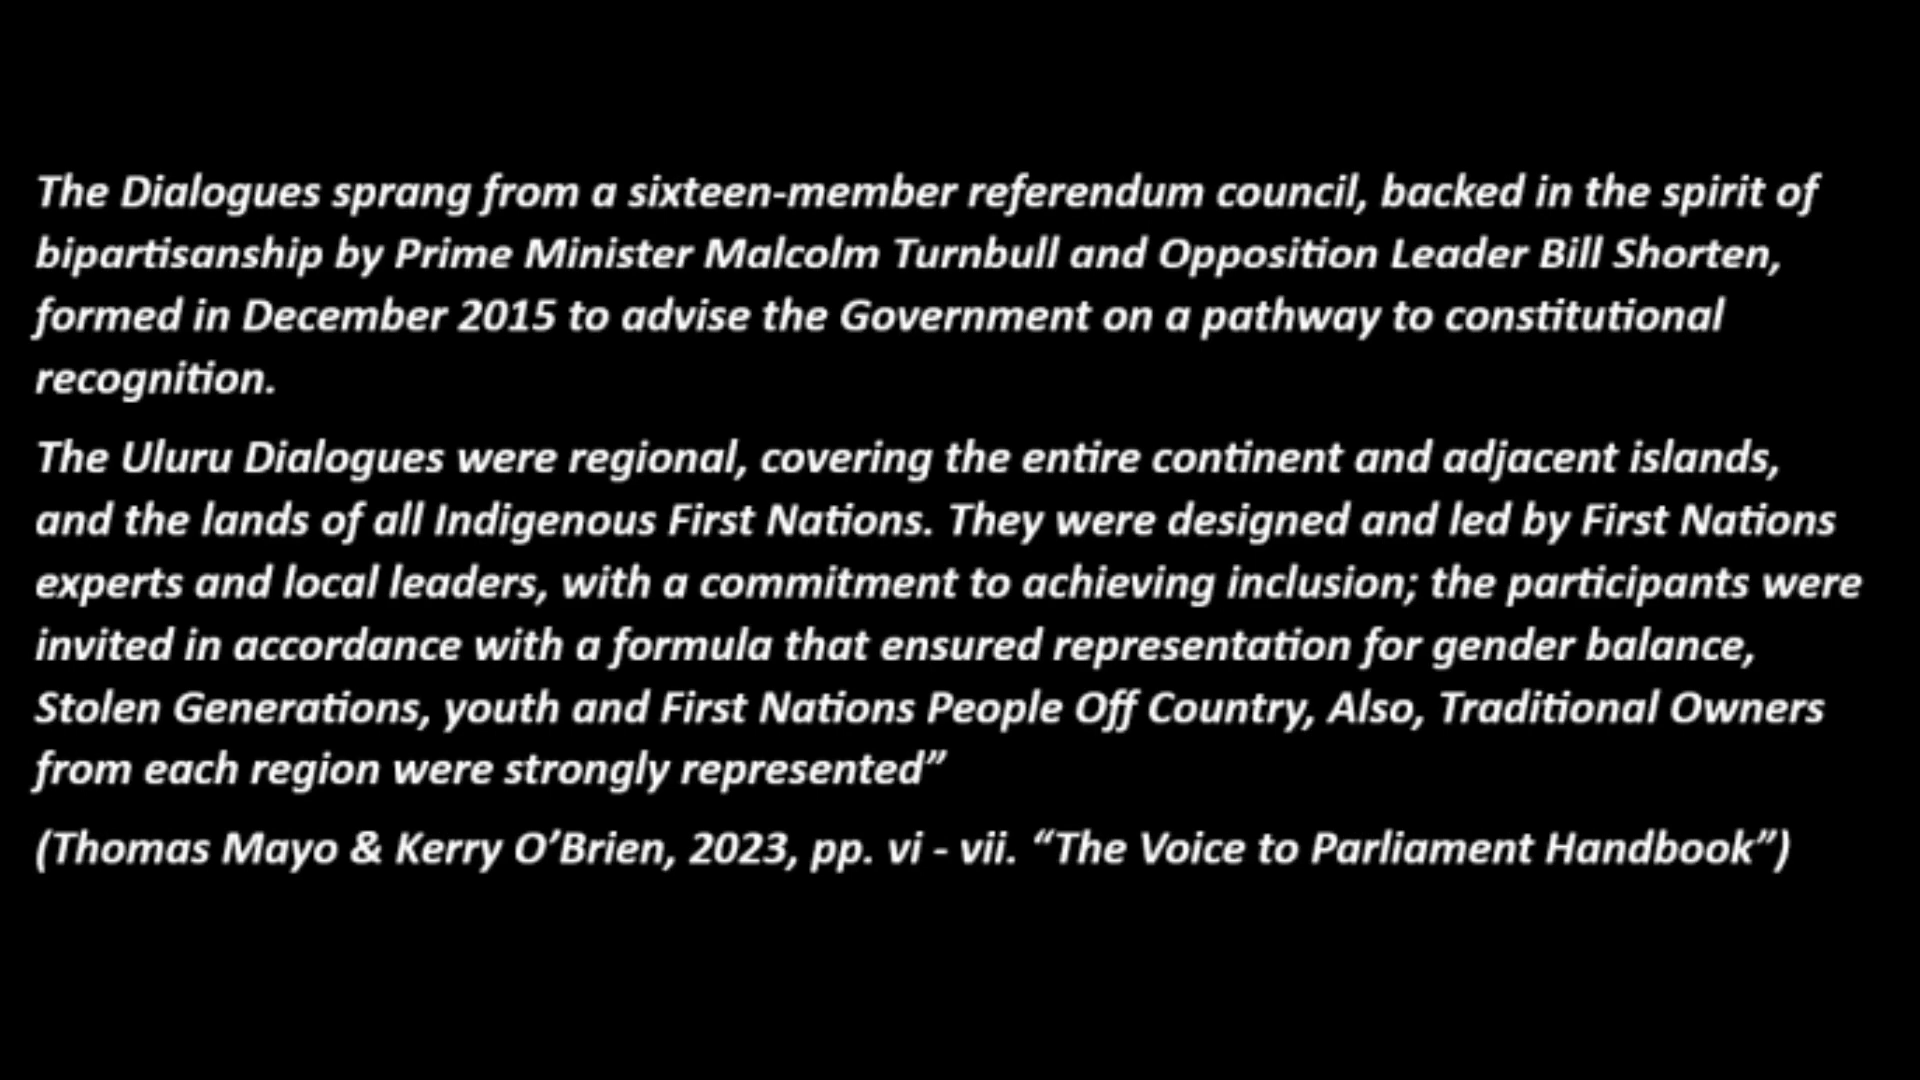 The Dialogues sprang from a sixteen-member referendum council, backed in the spirit of
bipartisanship by Prime Minister Malcolm Turnbull and Opposition Leader Bill Shorten,
formed in December 2015 to advise the Government on a pathway to constitutional
recognition.
The Uluru Dialogues were regional, covering the entire continent and adjacent islands,
and the lands of all Indigenous First Nations. They were designed and led by First Nations
experts and local leaders, with a commitment to achieving inclusion; the participants were
invited in accordance with a formula that ensured representation for gender balance,
Stolen Generations, youth and First Nations People Off Country, Also, Traditional Owners
from each region were strongly represented”
(Thomas Mayo & Kerry O’Brien, 2023, pp. vi - vii. “The Voice to Parliament Handbook”)